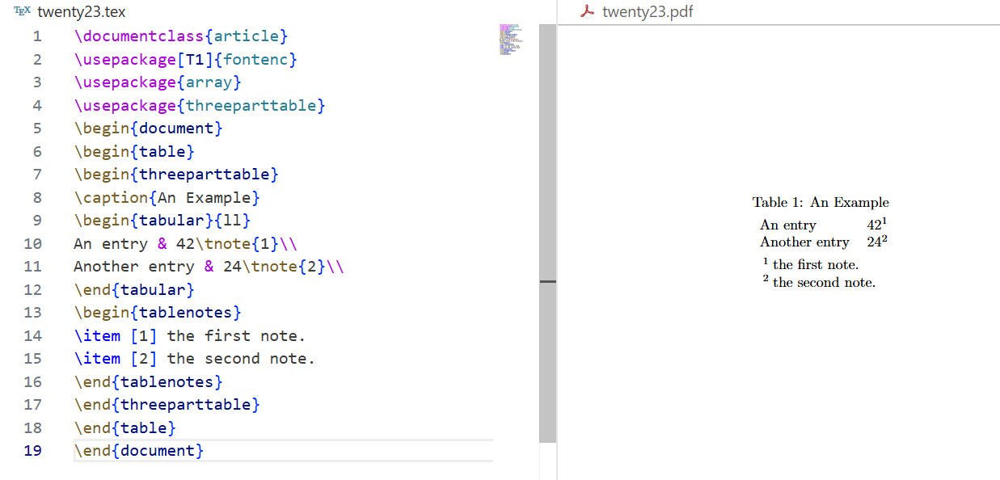 TEX twenty23.tex
1 \documentclass{article}
2 \usepackage[T1]{fontenc}
3 \usepackage{array}
4 \usepackage{threeparttable}
5 \begin{document}
6 \begin{table}
7 \begin{threeparttable}
8 \caption{An Example}
9 \begin{tabular}{ll}
10 An entry & 42\tnote{1}\\
11 Another entry & 24\tnote{2}\\
12 \end{tabular}
13 \begin{tablenotes}
14 \item [1] the first note.
15 \item [2] the second note.
16 \end{tablenotes}
17 \end{threeparttable}
18 \end{table}
19 \end{document}
twenty23.pdf
Table 1: An Example
An entry 42¹
Another entry 24²
¹ the first note.
² the second note.